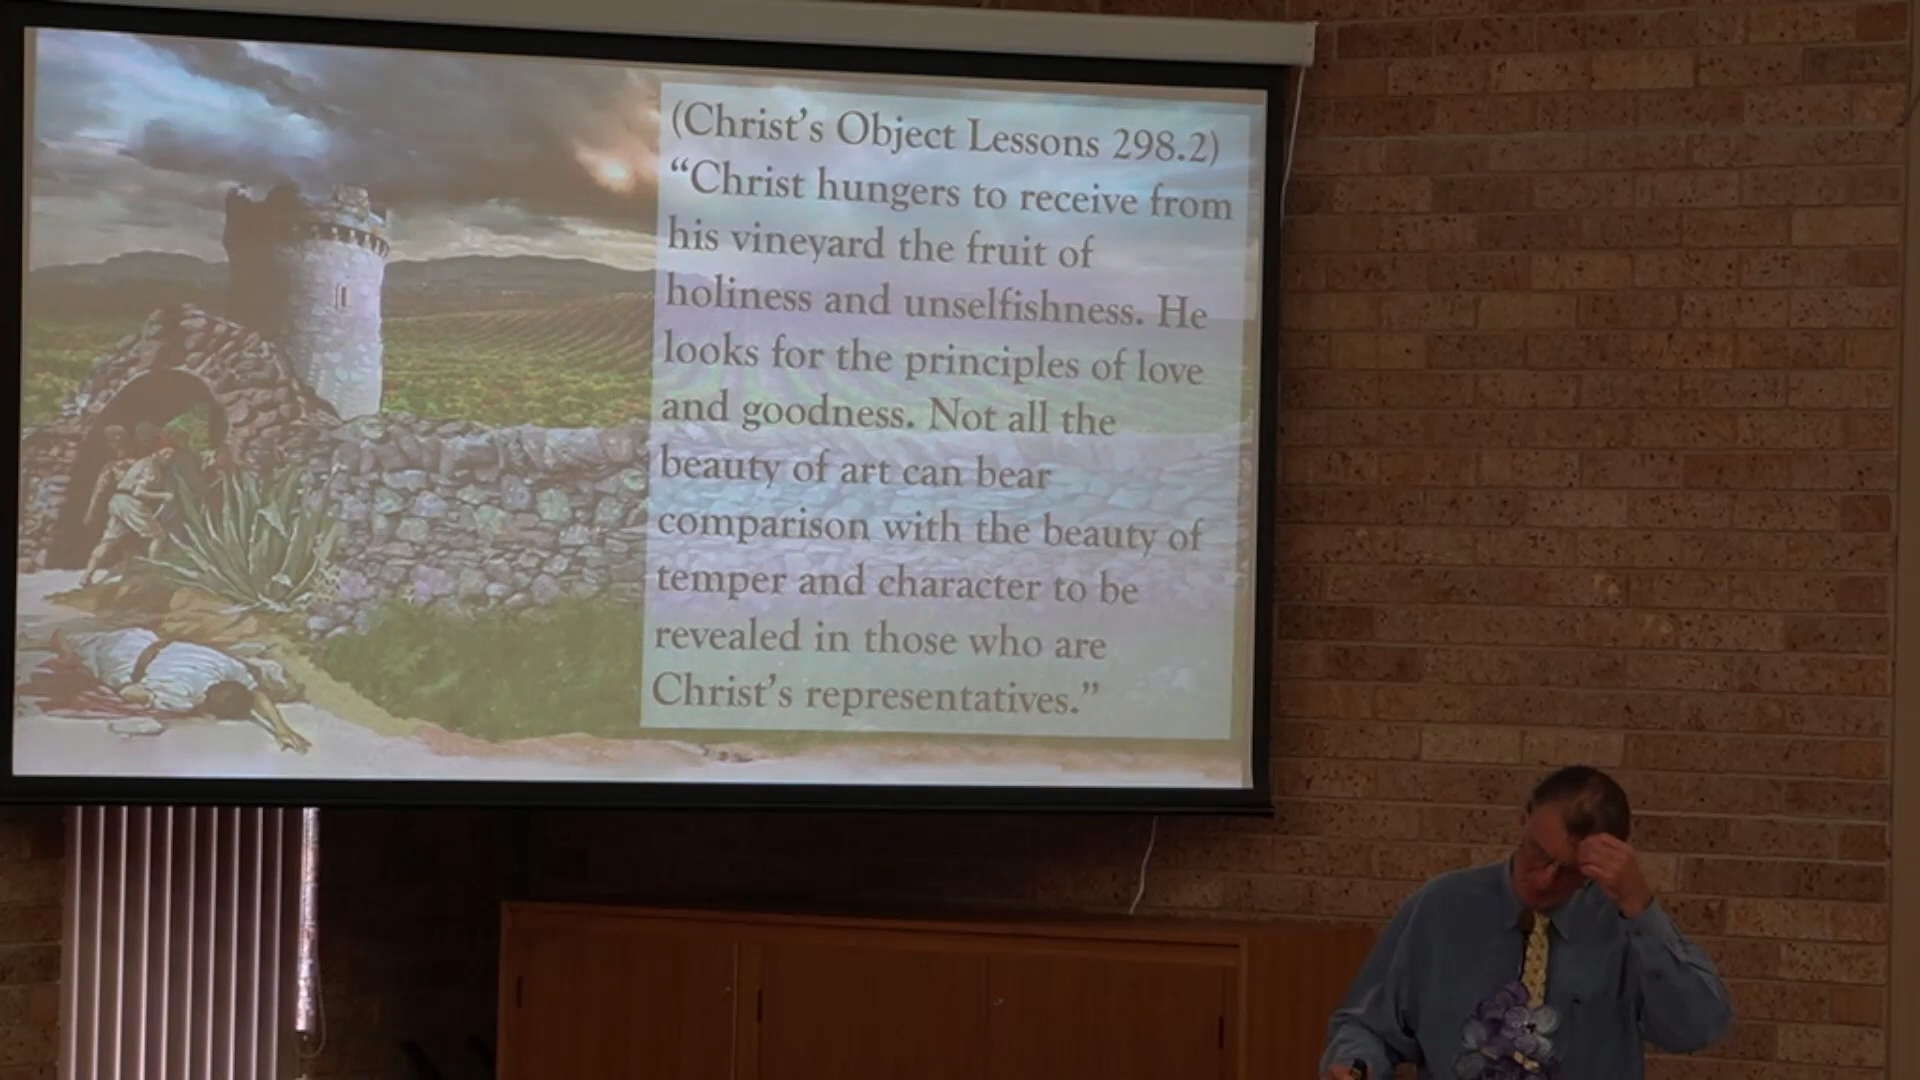 (Christ's Object Lessons 298.2)
“Christ hungers to receive from
his vineyard the fruit of
holiness and unselfishness. He
looks for the principles of love
and goodness. Not all the
beauty of art can bear
comparison with the beauty of
temper and character to be
revealed in those who are
Christ's representatives.”